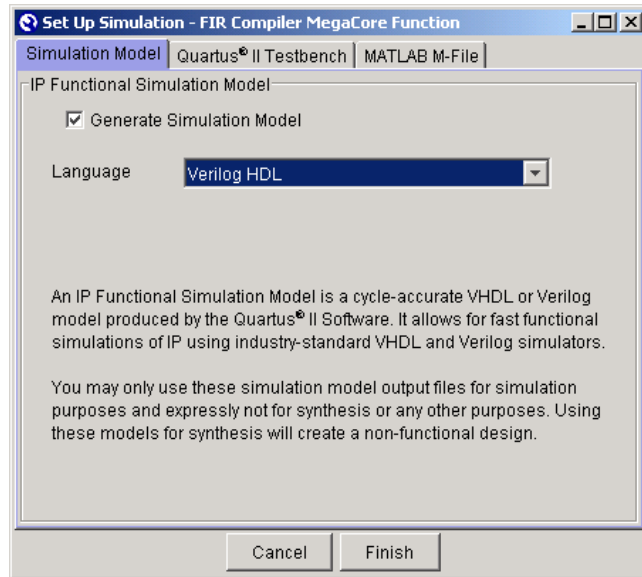 Set Up Simulation - FIR Compiler MegaCore Function
Simulation Model Quartus® II Testbench MATLAB M-File
IP Functional Simulation Model
Generate Simulation Model
Language Verilog HDL
An IP Functional Simulation Model is a cycle-accurate VHDL or Verilog
model produced by the Quartus® II Software. It allows for fast functional
simulations of IP using industry-standard VHDL and Verilog simulators.
You may only use these simulation model output files for simulation
purposes and expressly not for synthesis or any other purposes. Using
these models for synthesis will create a non-functional design.
Cancel Finish